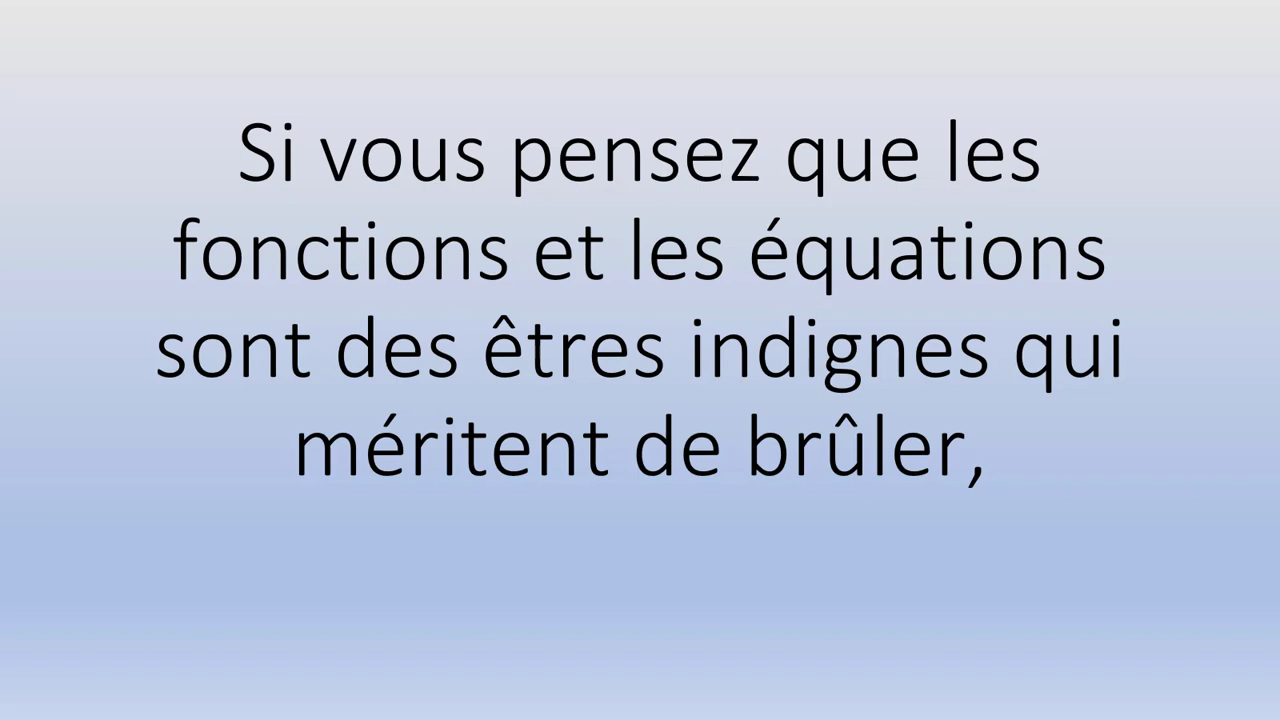 Si vous pensez que les
fonctions et les équations
sont des êtres indignes qui
méritent de brûler,